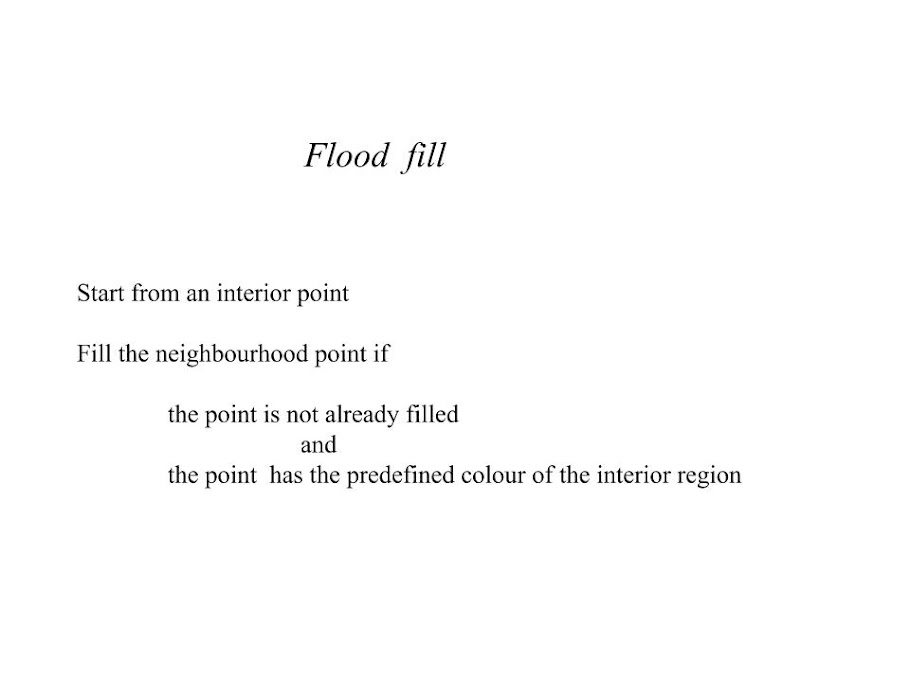 Flood fill
Start from an interior point
Fill the neighbourhood point if
the point is not already filled
and
the point has the predefined colour of the interior region